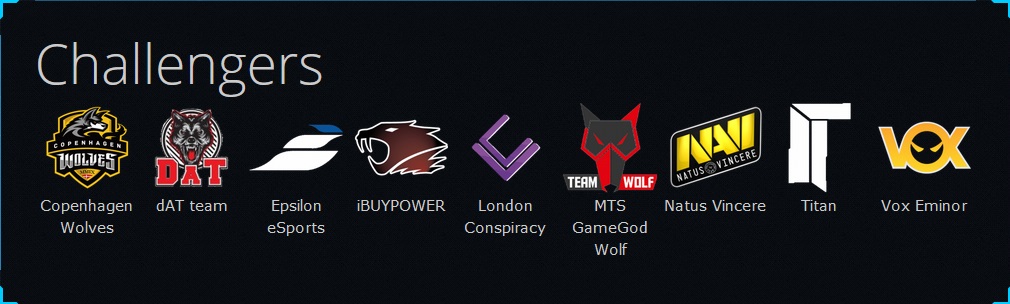 Challengers
COPENHAGEN
WOLVES
DAT
TEAM WOLF
NAVI
NATUS VINCERE
VOX
Copenhagen
Wolves
dAT team
Epsilon
eSports
iBUYPOWER
London
Conspiracy
MTS
GameGod
Wolf
Natus Vincere
Titan
Vox Eminor